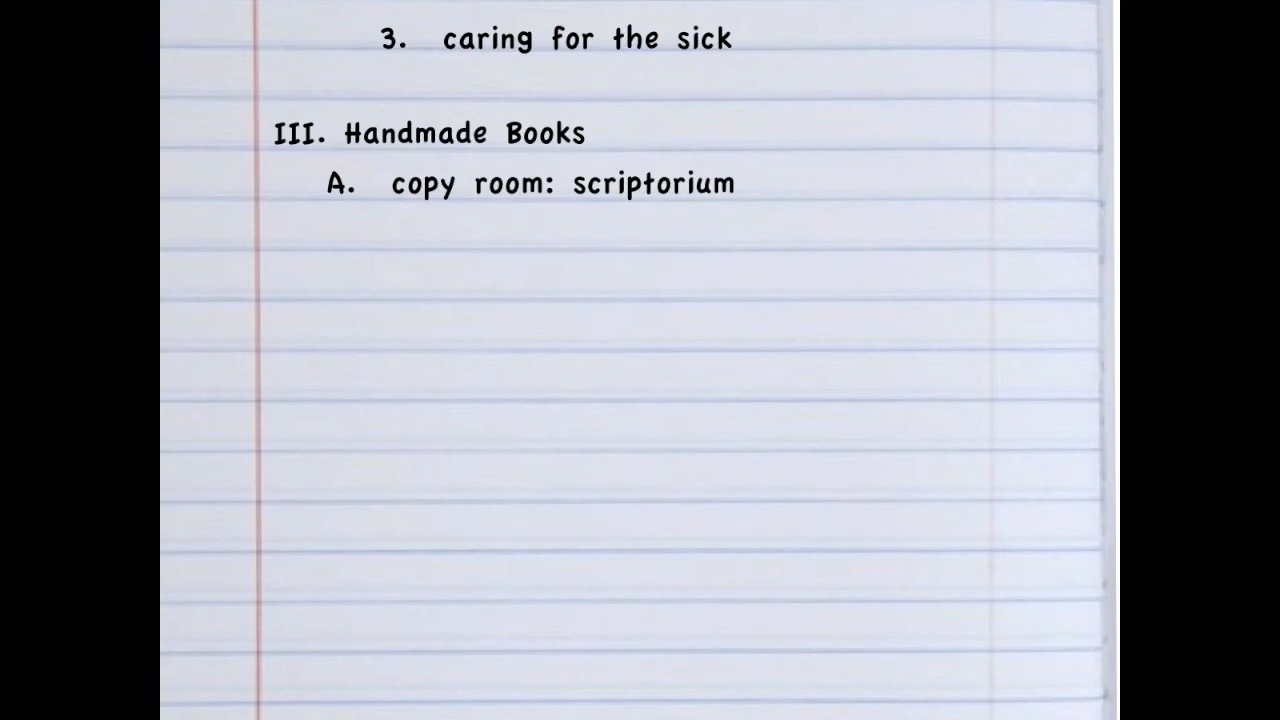 3. caring for the sick
III. Handmade Books
A. copy room: scriptorium